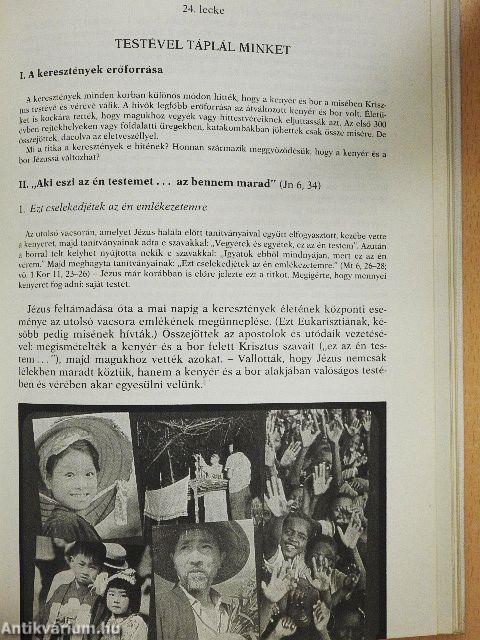 24. lecke
TESTÉVEL TÁPLÁL MINKET
I. A keresztények erőforrása
A keresztények minden korban különös módon hitték, hogy a kenyér és bor a misében Krisz-
tus testévé és vérévé válik. A hívők legfőbb erőforrása az átváltozott kenyér és bor volt. Életü-
ket is kockára tették, hogy magukhoz vegyék vagy hittestvéreiknek eljuttassák azt. Az első 300
évben rejtekhelyeken vagy földalatti üregekben, katakombákban jöhettek csak össze misére. De
összejöttek, dacolva az életveszéllyel.
Mi a titka a keresztények e hitének? Honnan származik meggyőződésük, hogy a kenyér és a
bor Jézussá változhat?
II. „Aki eszi az én testemet . . . az bennem marad” (Jn 6, 34)
1. Ezt cselekedjétek az én emlékezetemre
Az utolsó vacsorán, amelyet Jézus halála előtt tanítványaival együtt elfogyasztott, kezébe vette
a kenyeret, majd tanítványainak adta e szavakkal: „Vegyétek és egyétek, ez az én testem”. Azután
a borral telt kelyhet nyújtotta nekik e szavakkal: „Igyatok ebből mindnyájan, mert ez az én
vérem.” Majd meghagyta tanítványainak: „Ezt cselekedjétek az én emlékezetemre.” (Mt 6, 26–28;
vö. 1 Kor 11, 23–26) – Jézus már korábban is előre jelezte ezt a titkot. Megígérte, hogy mennyei
kenyeret fog adni: saját testét.
Jézus feltámadása óta a mai napig a keresztények életének központi ese-
ménye az utolsó vacsora emlékének megünneplése. (Ezt Eukarisztiának, ké-
sőbb pedig misének hívták.) Összejöttek az apostolok és utódaik vezetésé-
vel: megismételték a kenyér és a bor felett Krisztus szavait („ez az én tes-
tem . . .”), majd magukhoz vették azokat. – Vallották, hogy Jézus nemcsak
lélekben maradt köztük, hanem a kenyér és a bor alakjában valóságos testé-
ben és vérében akar egyesülni velünk.
Antikvárium.hu